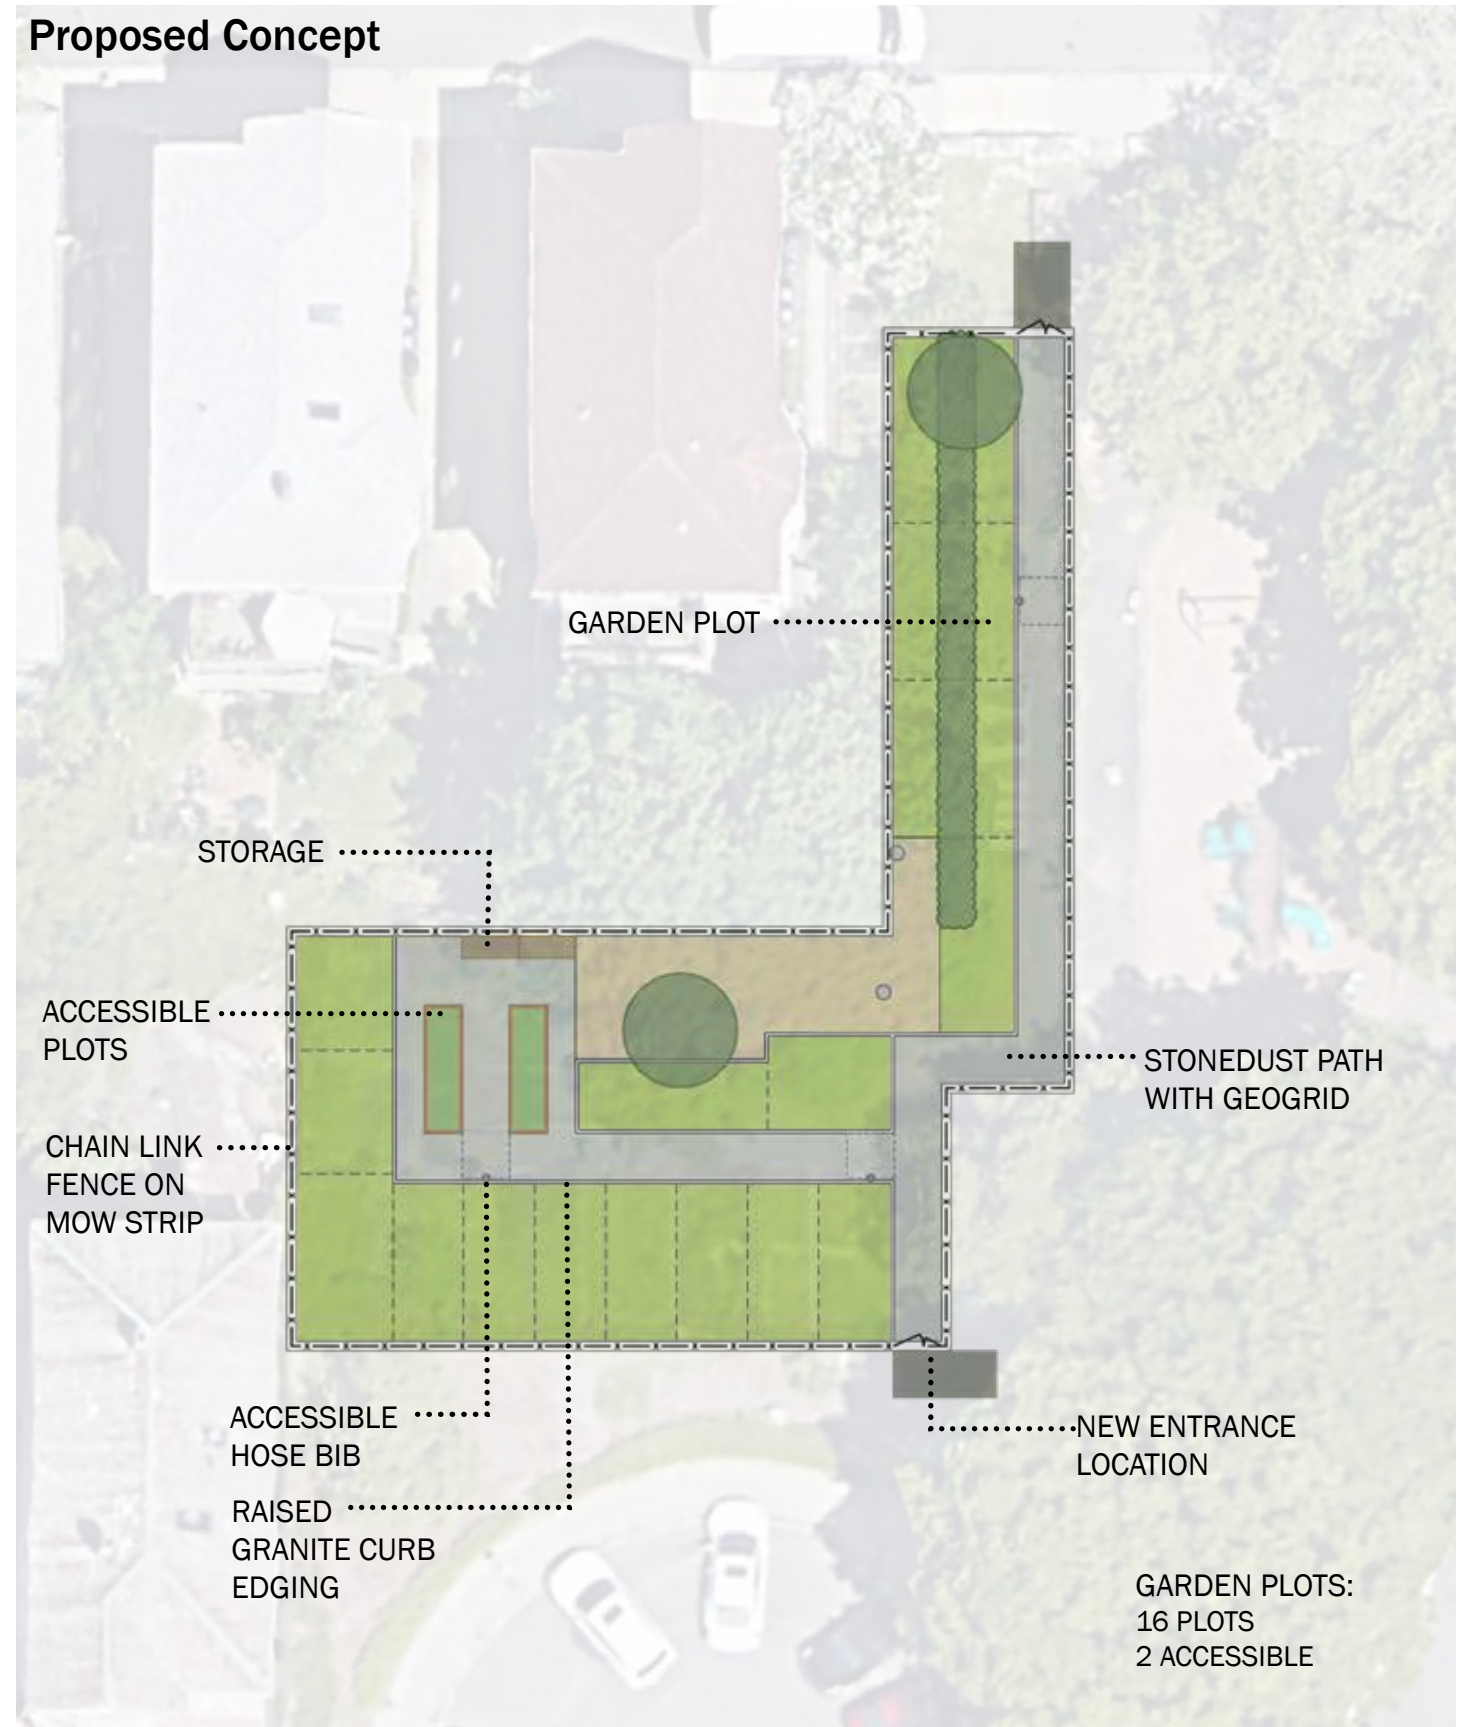 Proposed Concept
GARDEN PLOT
STORAGE
ACCESSIBLE
PLOTS
STONEDUST PATH
WITH GEOGRID
CHAIN LINK
FENCE ON
MOW STRIP
ACCESSIBLE
HOSE BIB
NEW ENTRANCE
LOCATION
RAISED
GRANITE CURB
EDGING
GARDEN PLOTS:
16 PLOTS
2 ACCESSIBLE